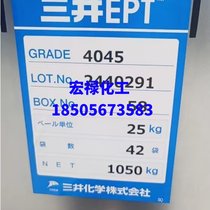 三井EPT
GRADE 4045
LOT.No. 2440291
宏禄化工
BOX No. 58
18505673583
ベール単位 25 kg
袋数 42 袋
NET 1050 kg
三井化学株式会社